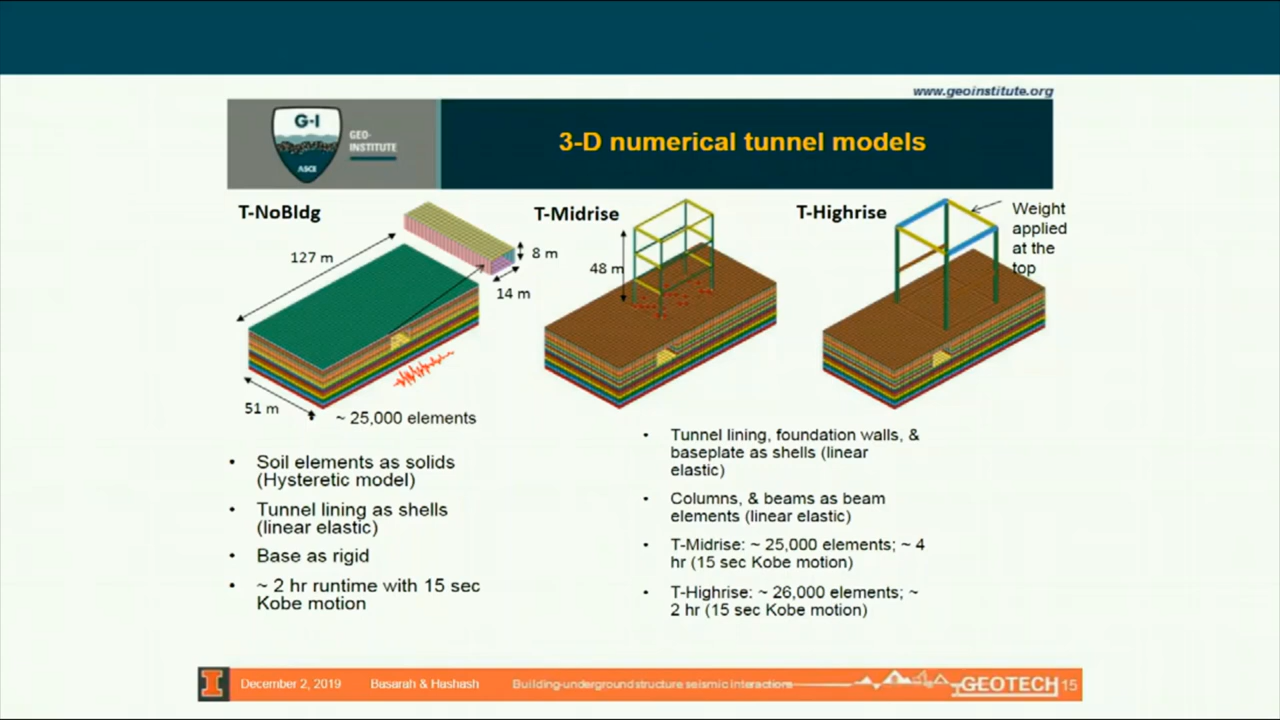 www.geoinstitute.org
G-I
GEO-
INSTITUTE
ASCE
3-D numerical tunnel models
T-NoBldg
127 m
8 m
14 m
51 m
~ 25,000 elements
T-Midrise
48 m
T-Highrise
Weight
applied
at the
top
• Soil elements as solids
(Hysteretic model)
• Tunnel lining as shells
(linear elastic)
• Base as rigid
• ~ 2 hr runtime with 15 sec
Kobe motion
• Tunnel lining, foundation walls, &
baseplate as shells (linear
elastic)
• Columns, & beams as beam
elements (linear elastic)
• T-Midrise: ~ 25,000 elements; ~ 4
hr (15 sec Kobe motion)
• T-Highrise: ~ 26,000 elements; ~
2 hr (15 sec Kobe motion)
I
December 2, 2019
Basarah & Hashash
Building-underground structure seismic interactions
GEOTECH
15